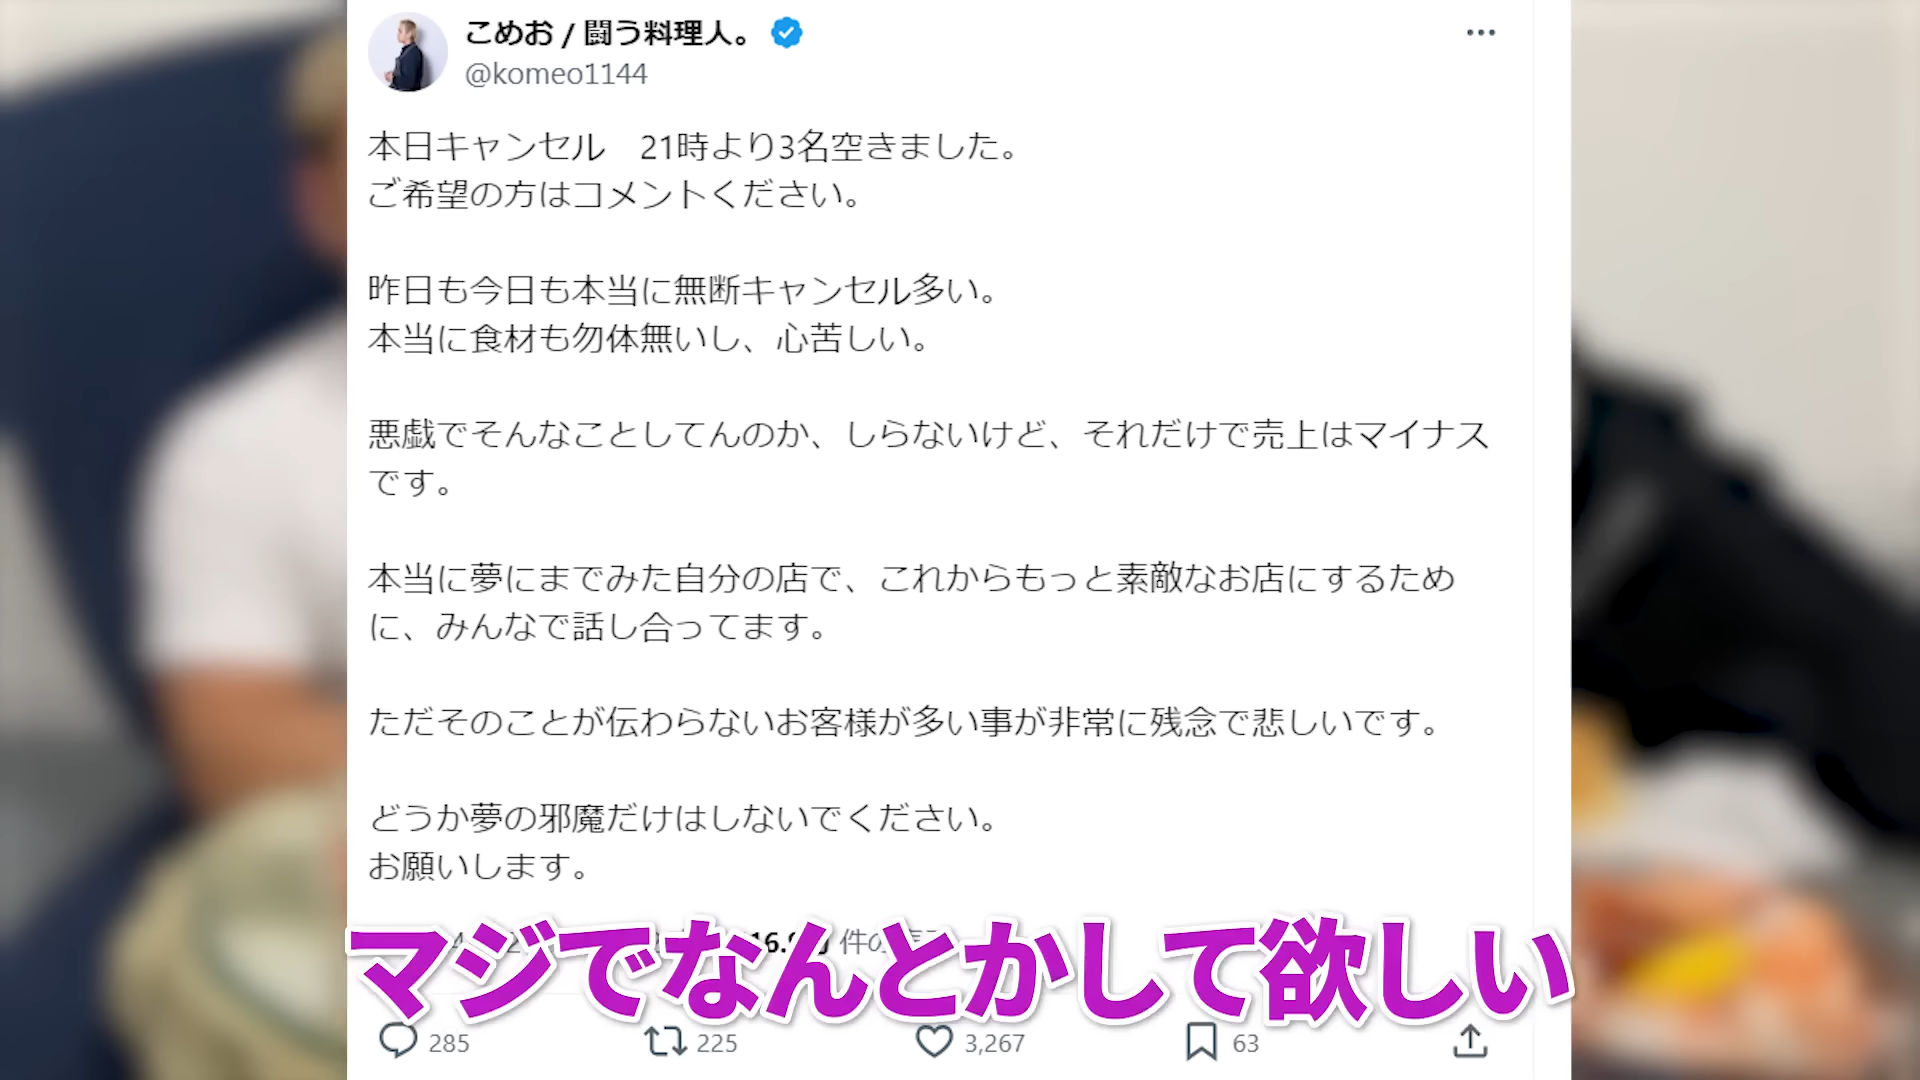 こめお / 闘う料理人。
@komeo1144
本日キャンセル　21時より3名空きました。
ご希望の方はコメントください。
昨日も今日も本当に無断キャンセル多い。
本当に食材も勿体無いし、心苦しい。
悪戯でそんなことしてんのか、しらないけど、それだけで売上はマイナス
です。
本当に夢にまでみた自分の店で、これからもっと素敵なお店にするため
に、みんなで話し合ってます。
ただそのことが伝わらないお客様が多い事が非常に残念で悲しいです。
どうか夢の邪魔だけはしないでください。
お願いします。
マジでなんとかして欲しい
285 225 3,267 63